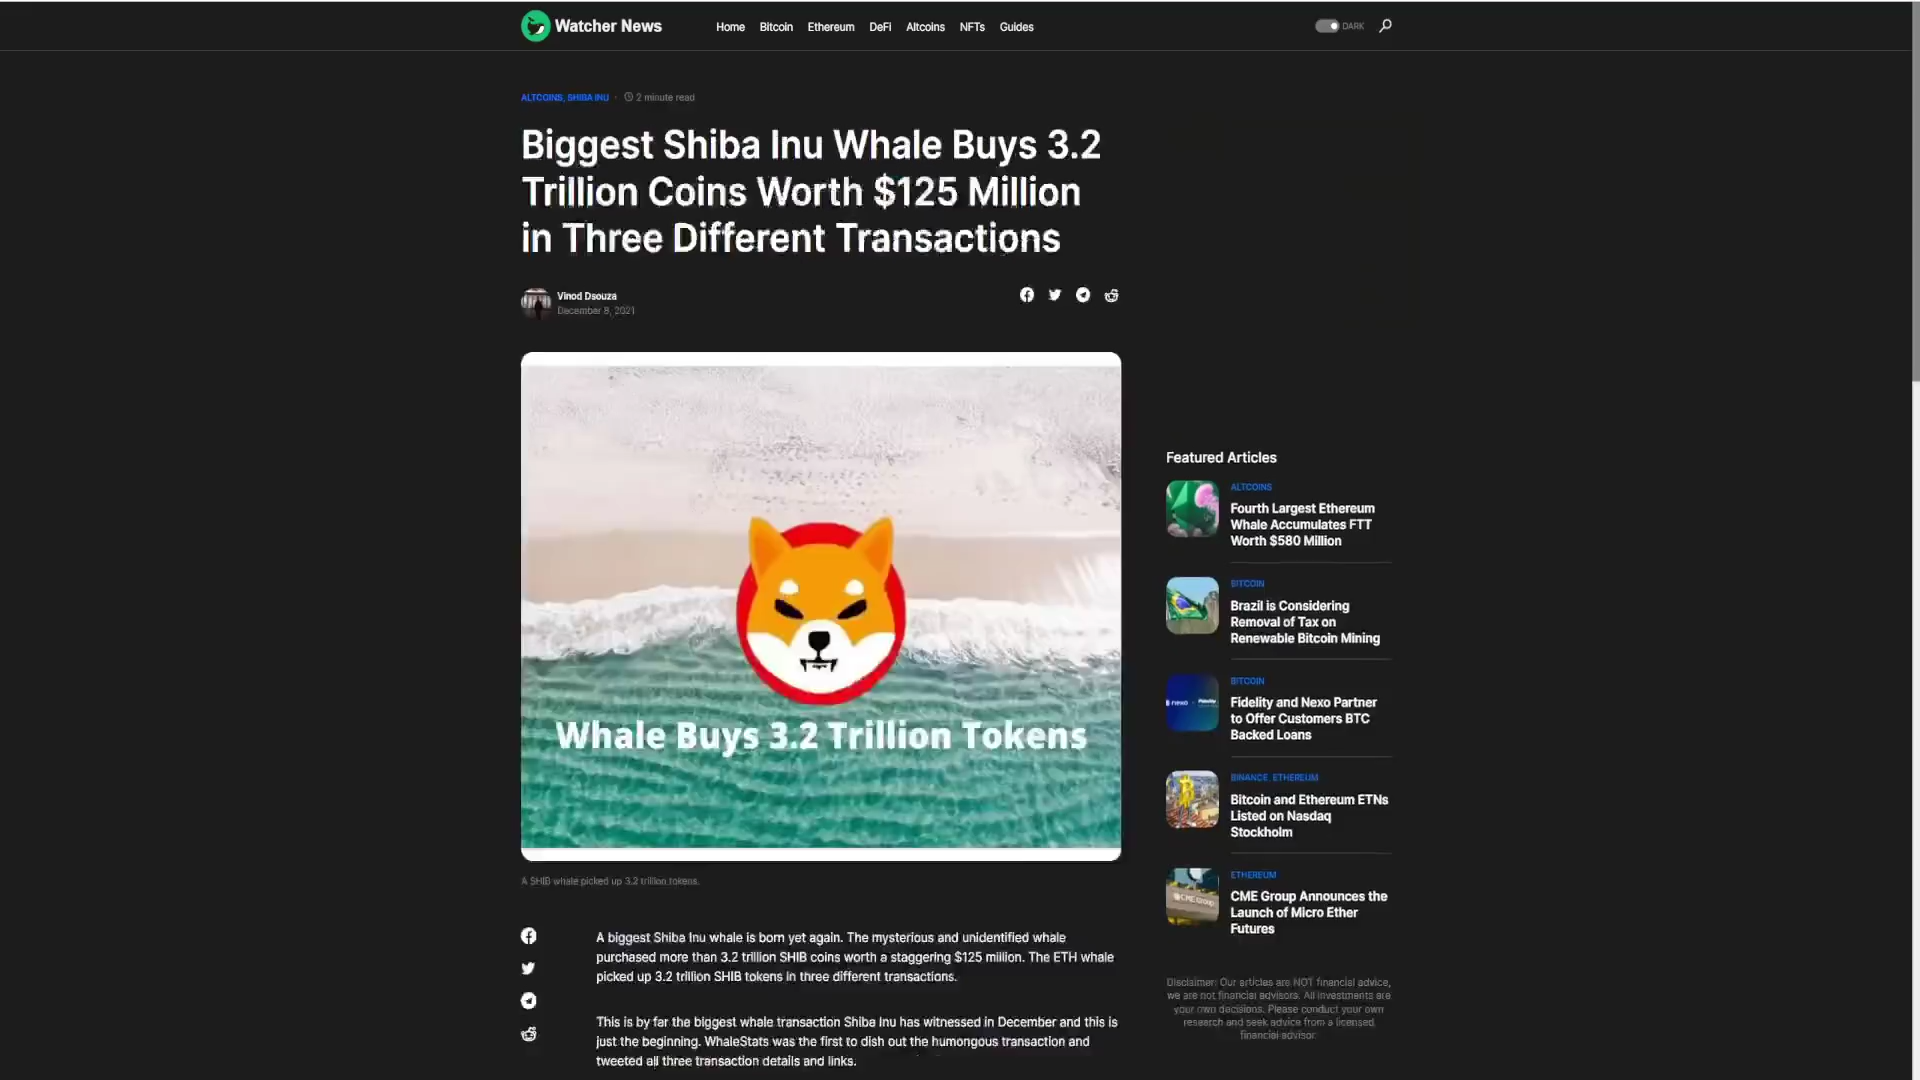 Watcher News
Home Bitcoin Ethereum DeFi Altcoins NFTs Guides
DARK
ALTCOINS, SHIBA INU · 2 minute read
Biggest Shiba Inu Whale Buys 3.2
Trillion Coins Worth $125 Million
in Three Different Transactions
Vinod Dsouza
December 8, 2021
Whale Buys 3.2 Trillion Tokens
A SHIB whale picked up 3.2 trillion tokens.
A biggest Shiba Inu whale is born yet again. The mysterious and unidentified whale
purchased more than 3.2 trillion SHIB coins worth a staggering $125 million. The ETH whale
picked up 3.2 trillion SHIB tokens in three different transactions.
This is by far the biggest whale transaction Shiba Inu has witnessed in December and this is
just the beginning. WhaleStats was the first to dish out the humongous transaction and
tweeted all three transaction details and links.
Featured Articles
ALTCOINS
Fourth Largest Ethereum
Whale Accumulates FTT
Worth $580 Million
BITCOIN
Brazil is Considering
Removal of Tax on
Renewable Bitcoin Mining
nexo Fidelity
BITCOIN
Fidelity and Nexo Partner
to Offer Customers BTC
Backed Loans
BINANCE, ETHEREUM
Bitcoin and Ethereum ETNs
Listed on Nasdaq
Stockholm
CME Group
ETHEREUM
CME Group Announces the
Launch of Micro Ether
Futures
Disclaimer: Our articles are NOT financial advice,
we are not financial advisors. All investments are
your own decisions. Please conduct your own
research and seek advice from a licensed
financial advisor.